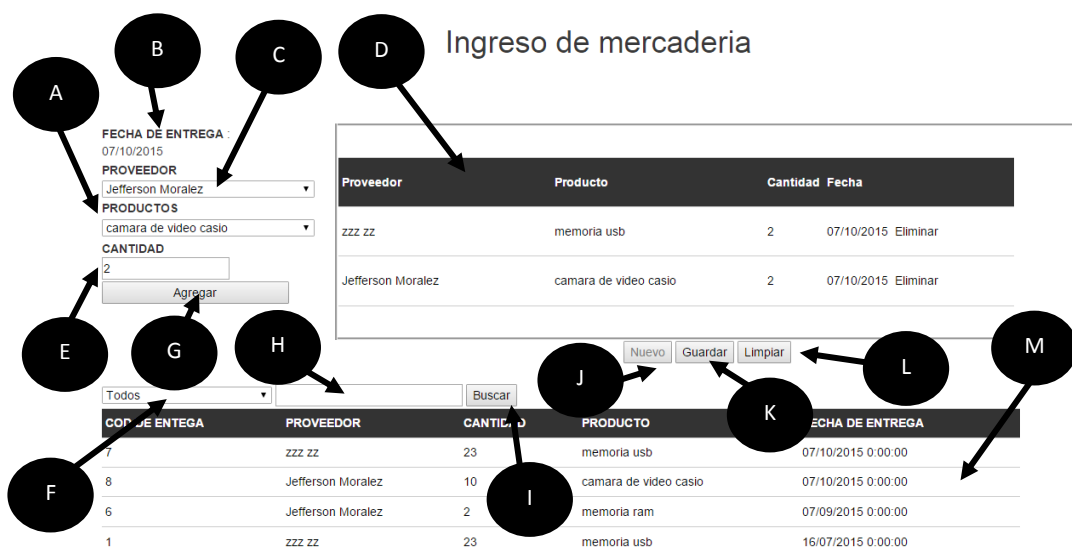 Ingreso de mercaderia
A
B
C
D
FECHA DE ENTREGA :
07/10/2015
PROVEEDOR
Jefferson Moralez
PRODUCTOS
camara de video casio
CANTIDAD
2
Agregar
Proveedor Producto Cantidad Fecha
zzz zz memoria usb 2 07/10/2015 Eliminar
Jefferson Moralez camara de video casio 2 07/10/2015 Eliminar
E
G
H
Nuevo Guardar Limpiar
J
K
L
M
Todos Buscar
COD DE ENTEGA PROVEEDOR CANTIDAD PRODUCTO FECHA DE ENTREGA
7 zzz zz 23 memoria usb 07/10/2015 0:00:00
8 Jefferson Moralez 10 camara de video casio 07/10/2015 0:00:00
6 Jefferson Moralez 2 memoria ram 07/09/2015 0:00:00
1 zzz zz 23 memoria usb 16/07/2015 0:00:00
F
I